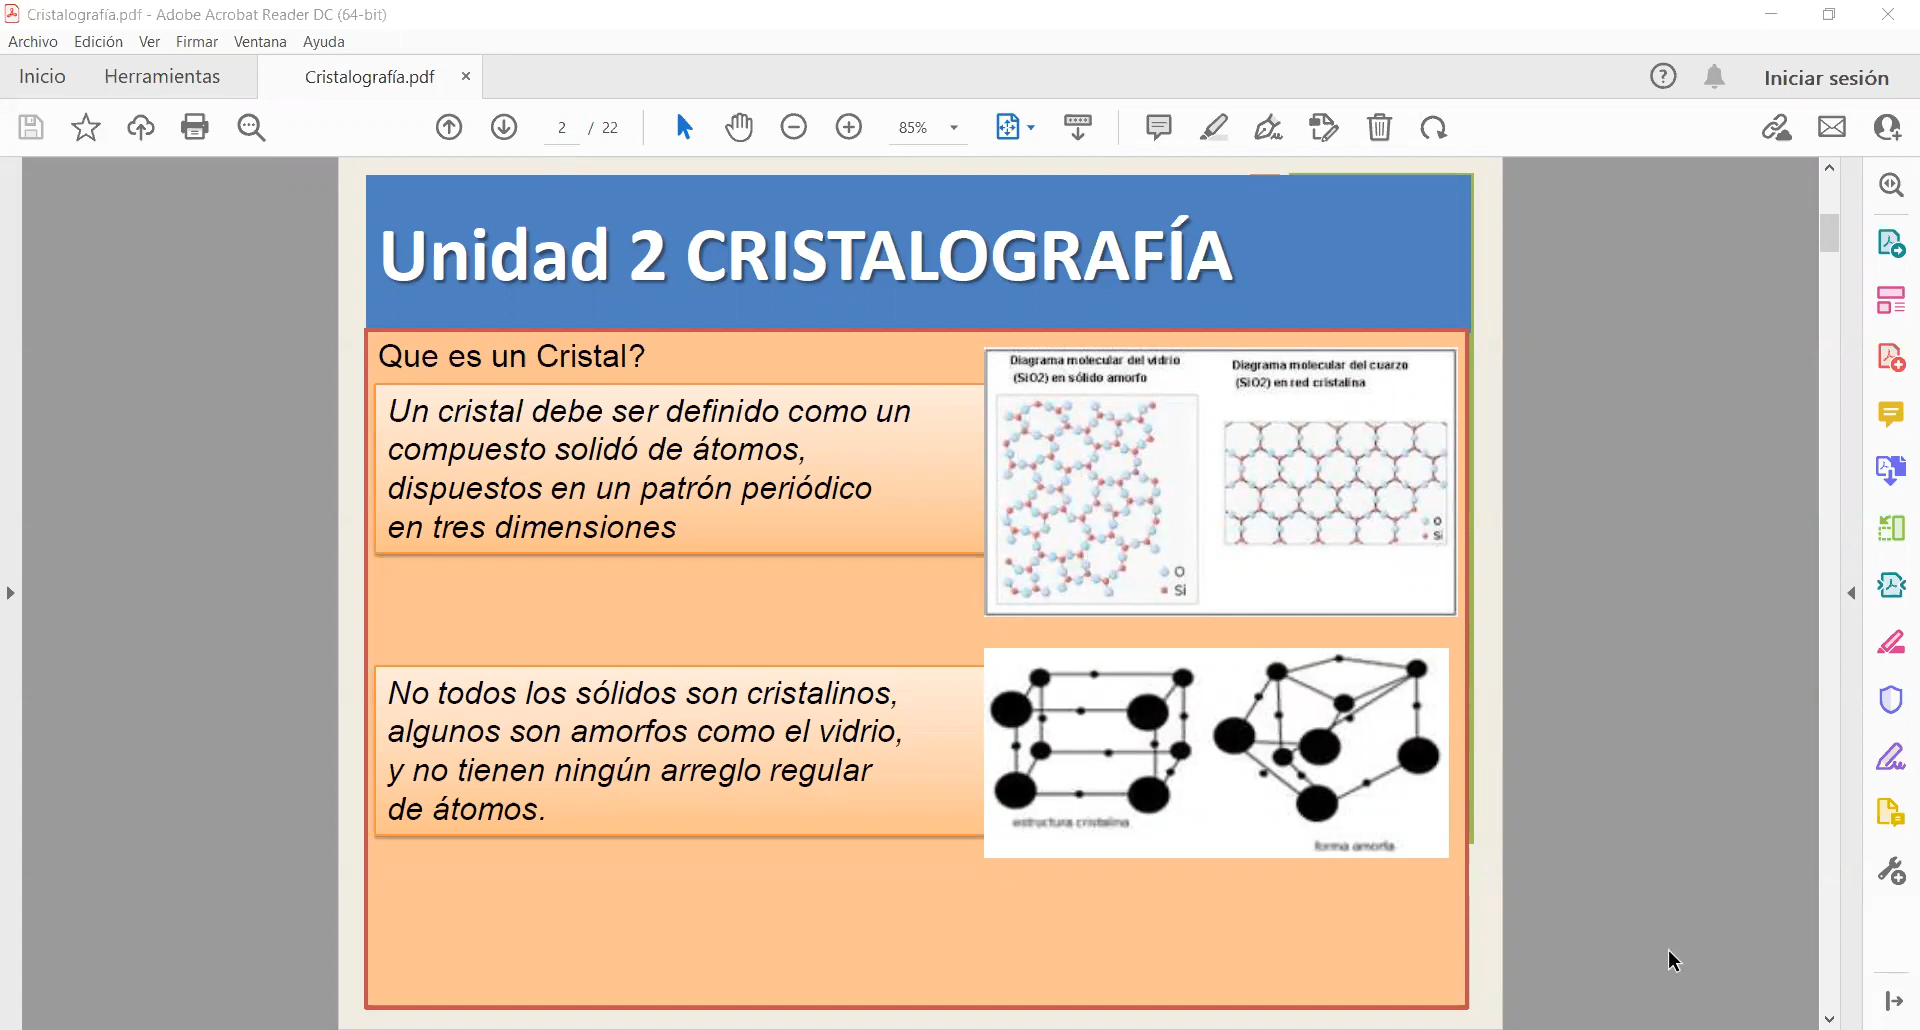 Cristalografía.pdf - Adobe Acrobat Reader DC (64-bit)
Archivo Edición Ver Firmar Ventana Ayuda
Inicio Herramientas Cristalografía.pdf × Iniciar sesión
2 / 22 85%
Unidad 2 CRISTALOGRAFÍA
Que es un Cristal?
Un cristal debe ser definido como un
compuesto solidó de átomos,
dispuestos en un patrón periódico
en tres dimensiones
Diagrama molecular del vidrio
(SiO2) en sólido amorfo
O
Si
Diagrama molecular del cuarzo
(SiO2) en red cristalina
O
Si
No todos los sólidos son cristalinos,
algunos son amorfos como el vidrio,
y no tienen ningún arreglo regular
de átomos.
estructura cristalina
forma amorfa